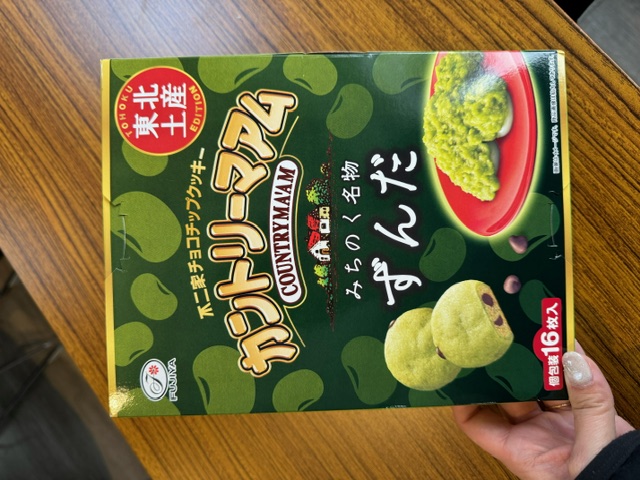 TOHOKU
東北
土産
EDITION
不二家チョコチップクッキー
カントリーマアム
COUNTRY MA'AM
みちのく名物
ずんだ
個包装16枚入
FUJIYA